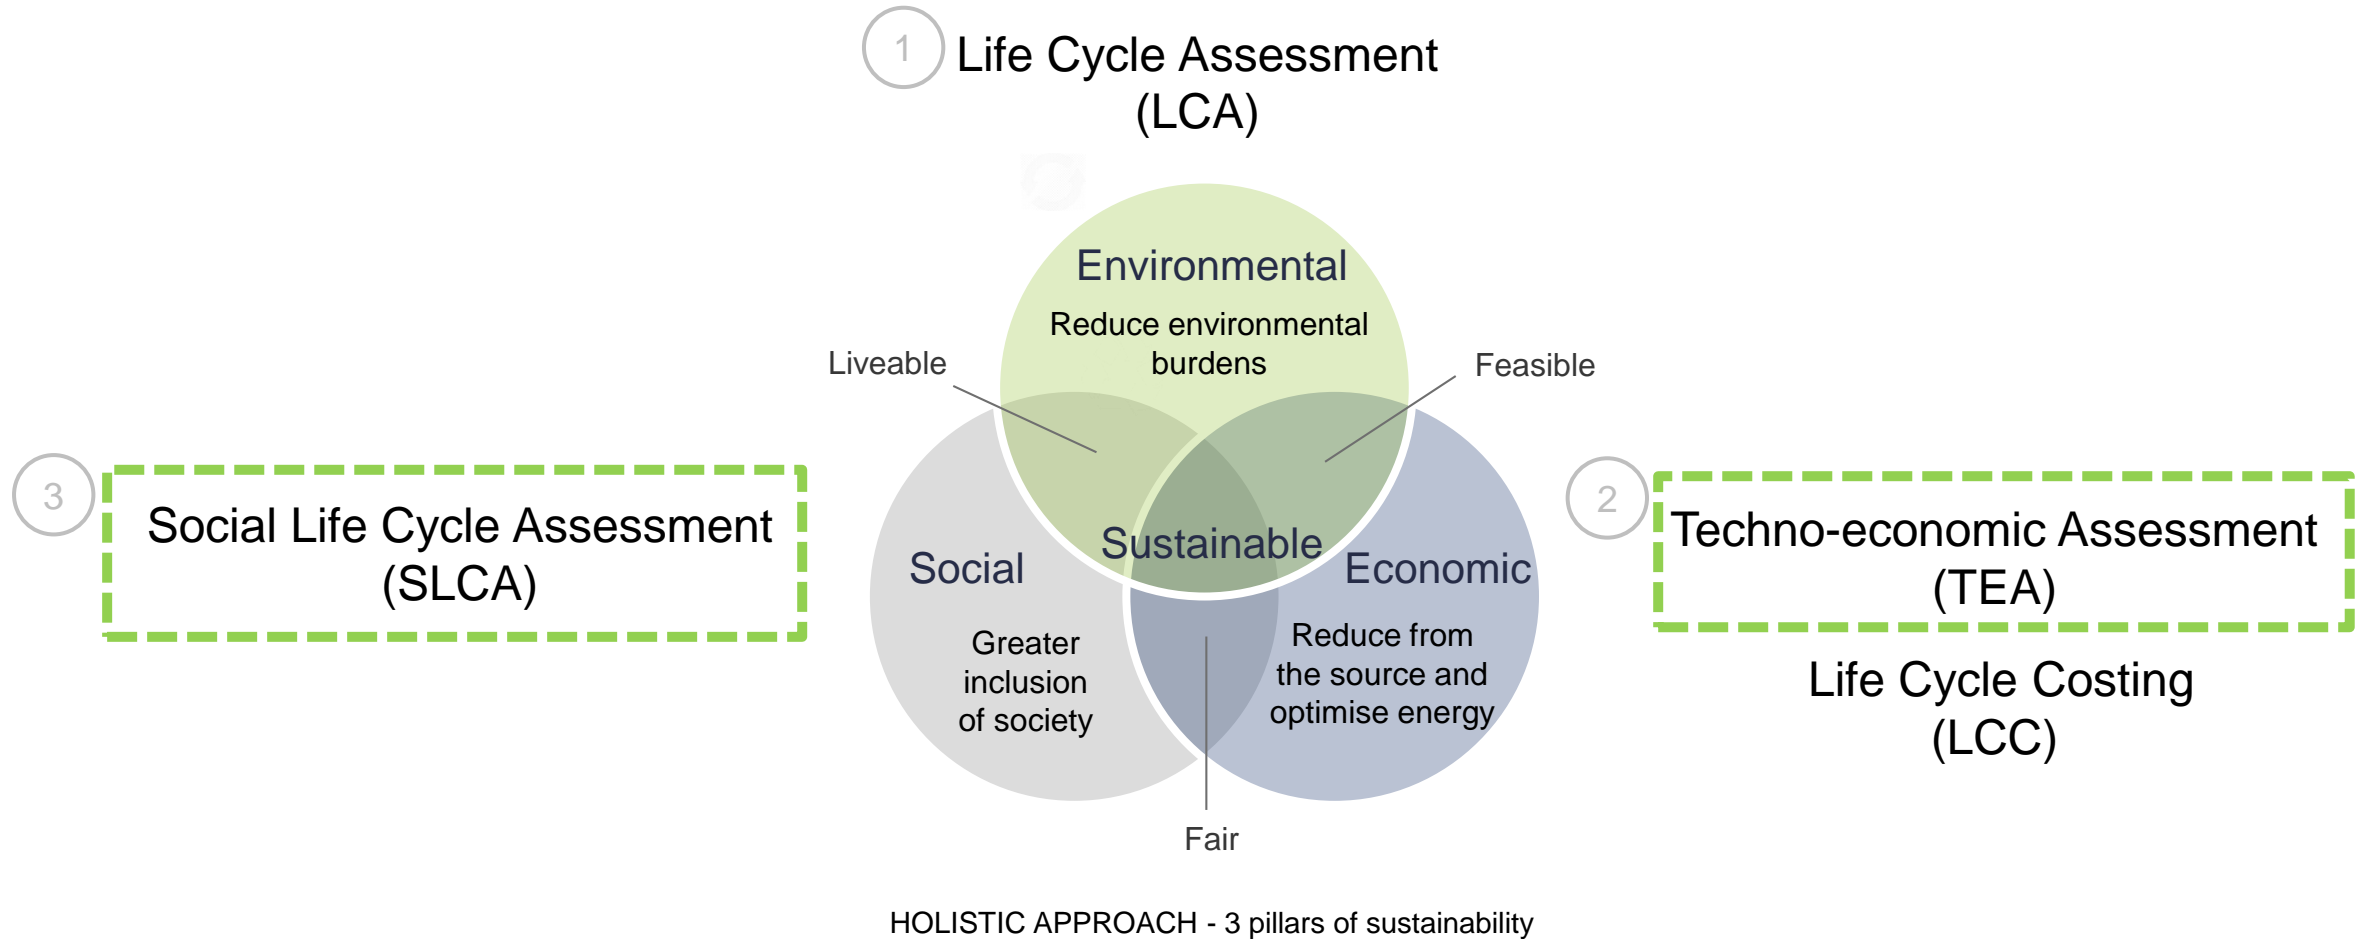 1
Life Cycle Assessment
(LCA)
Environmental
Reduce environmental
burdens
Liveable
Feasible
3
Social Life Cycle Assessment
(SLCA)
2
Techno-economic Assessment
(TEA)
Life Cycle Costing
(LCC)
Sustainable
Social
Greater
inclusion
of society
Economic
Reduce from
the source and
optimise energy
Fair
HOLISTIC APPROACH - 3 pillars of sustainability